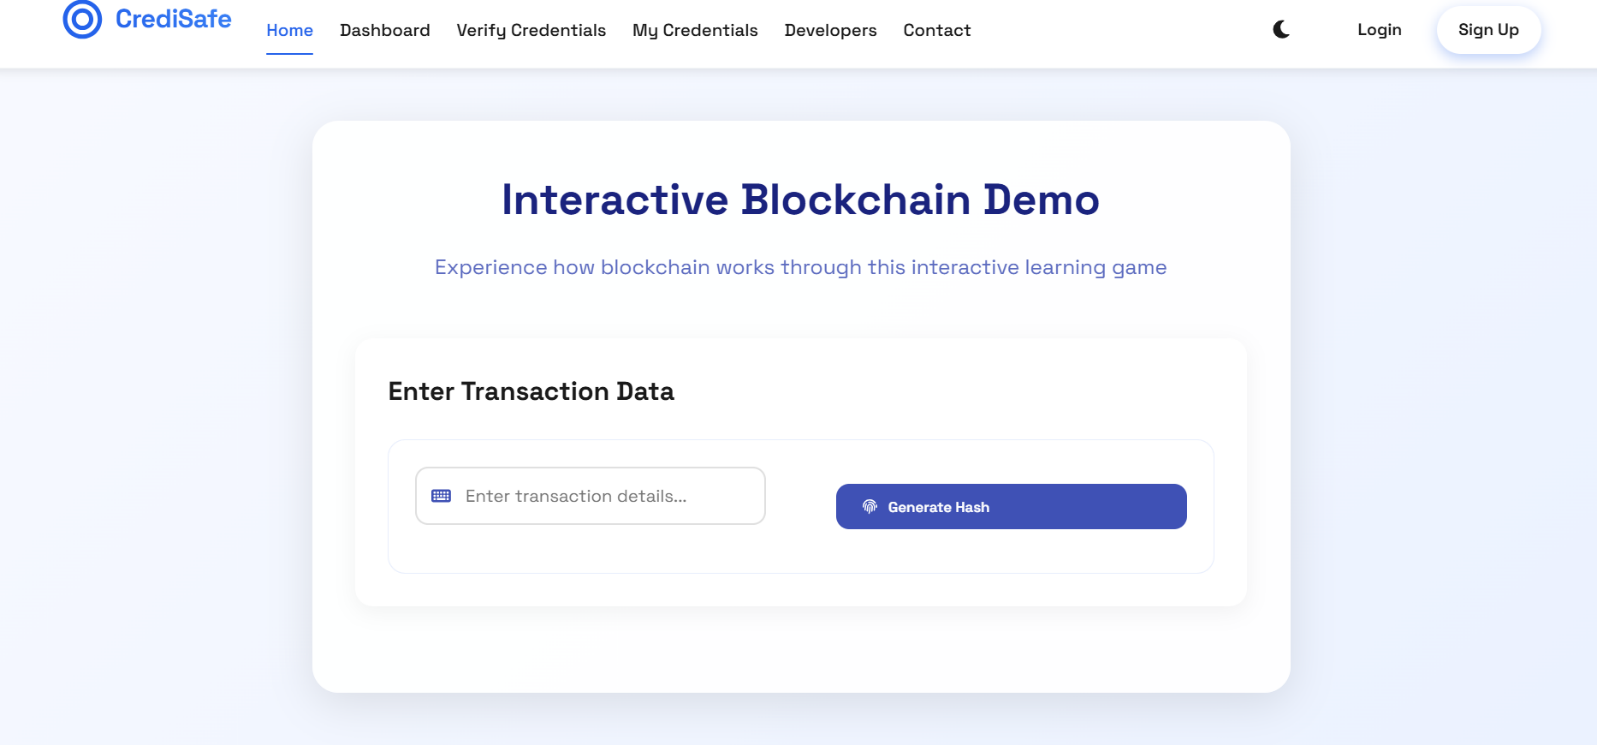 CrediSafe
Home Dashboard Verify Credentials My Credentials Developers Contact Login Sign Up
Interactive Blockchain Demo
Experience how blockchain works through this interactive learning game
Enter Transaction Data
Enter transaction details...
Generate Hash